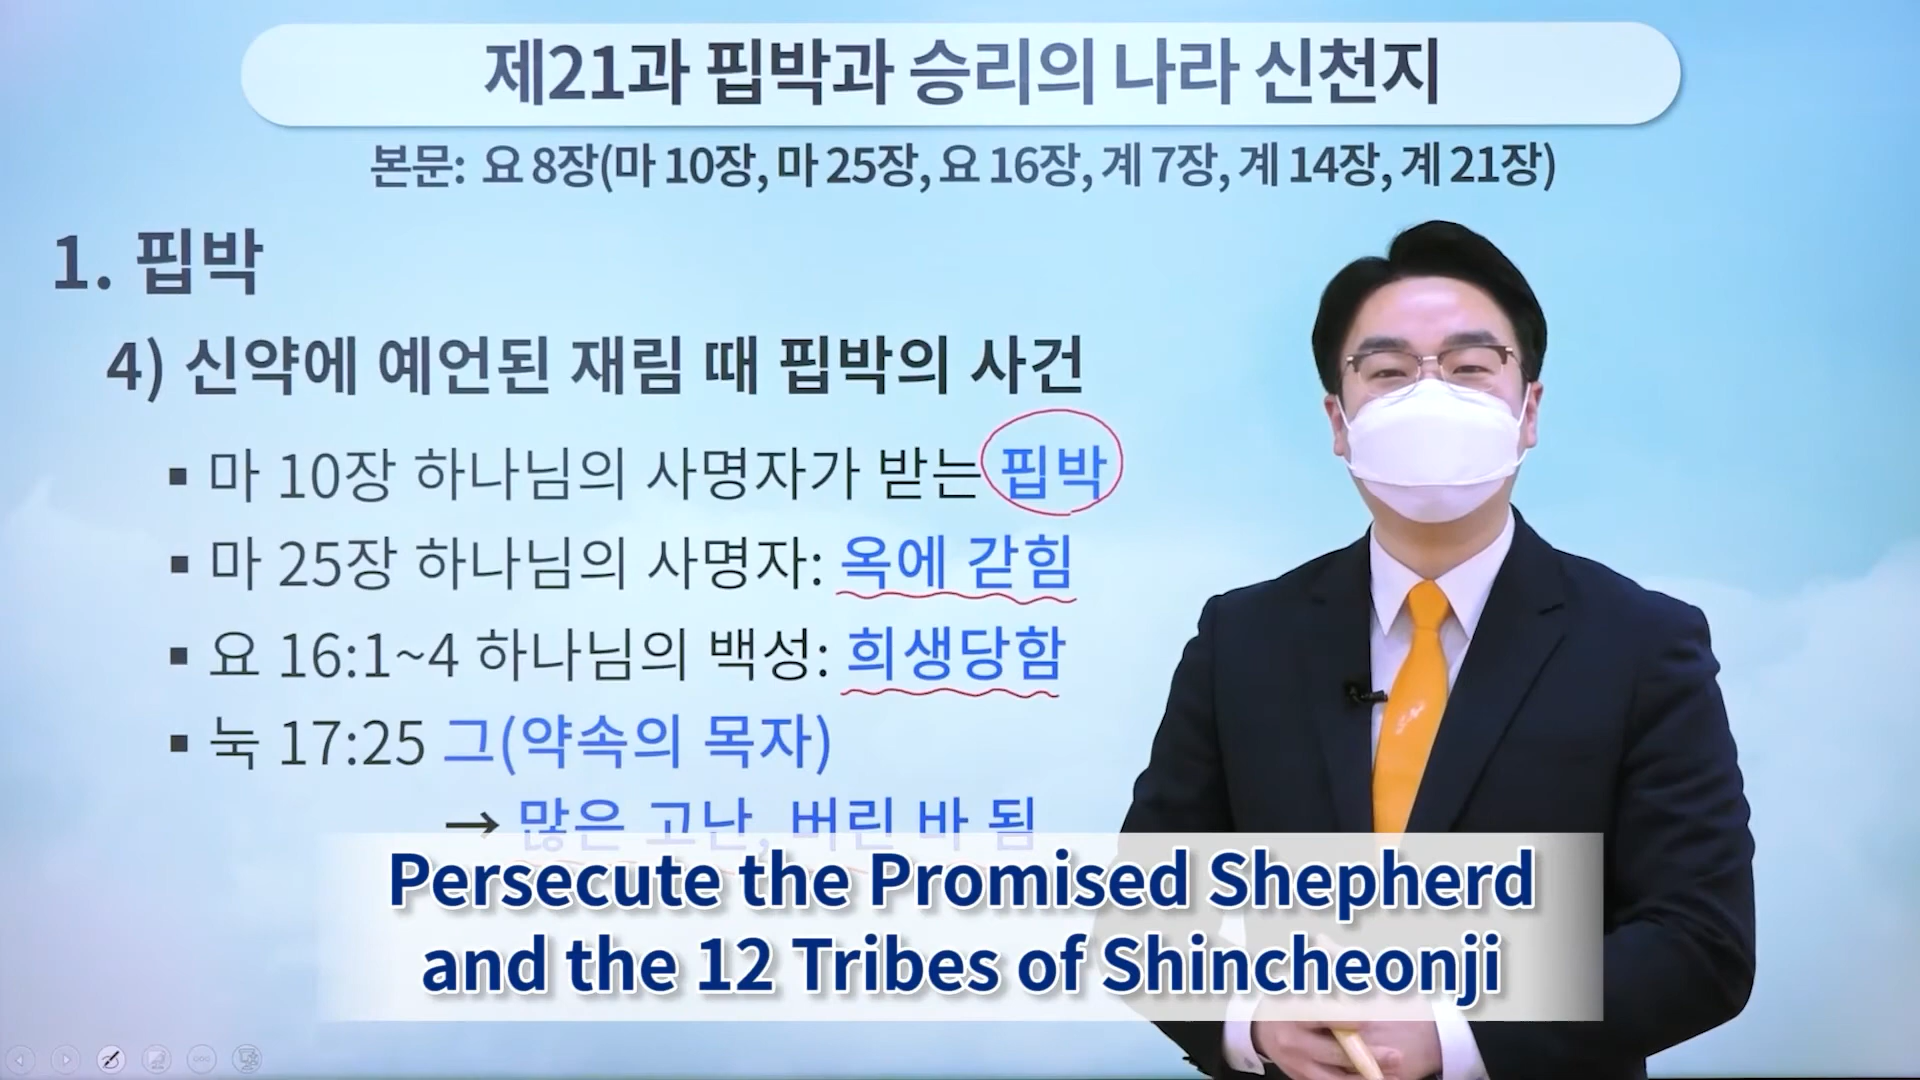 제21과 핍박과 승리의 나라 신천지
본문: 요 8장(마 10장, 마 25장, 요 16장, 계 7장, 계 14장, 계 21장)
1. 핍박
4) 신약에 예언된 재림 때 핍박의 사건
▪ 마 10장 하나님의 사명자가 받는 핍박
▪ 마 25장 하나님의 사명자: 옥에 갇힘
▪ 요 16:1~4 하나님의 백성: 희생당함
▪ 눅 17:25 그(약속의 목자)
→ 많은 고난, 버린 바 됨
Persecute the Promised Shepherd
and the 12 Tribes of Shincheonji